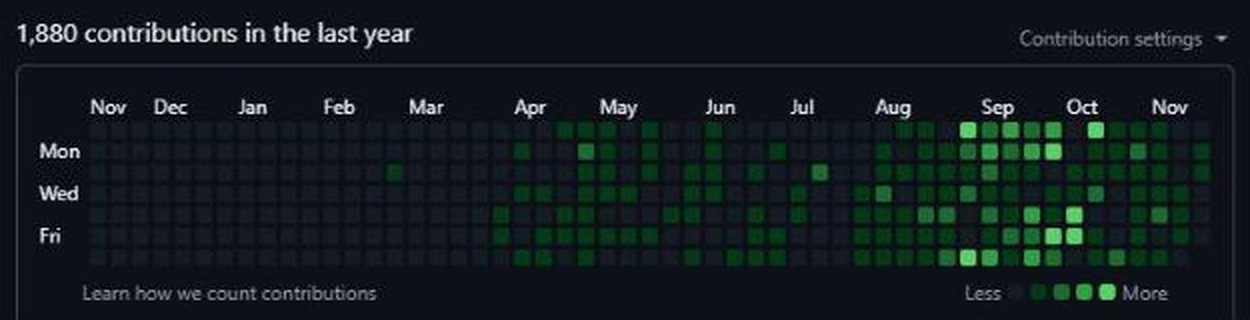 1,880 contributions in the last year
Contribution settings
Nov Dec Jan Feb Mar Apr May Jun Jul Aug Sep Oct Nov
Mon
Wed
Fri
Learn how we count contributions
Less More